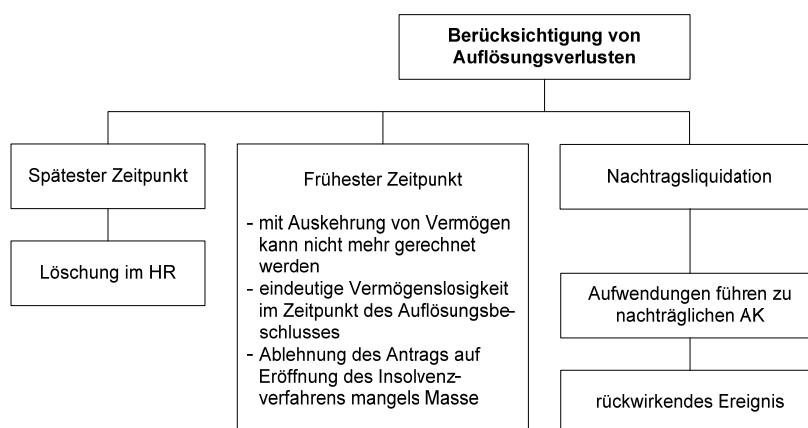 Berücksichtigung von
Auflösungsverlusten
Spätester Zeitpunkt
Löschung im HR
Frühester Zeitpunkt
- mit Auskehrung von Vermögen
kann nicht mehr gerechnet
werden
- eindeutige Vermögenslosigkeit
im Zeitpunkt des Auflösungsbe-
schlusses
- Ablehnung des Antrags auf
Eröffnung des Insolvenz-
verfahrens mangels Masse
Nachtragsliquidation
Aufwendungen führen zu
nachträglichen AK
rückwirkendes Ereignis